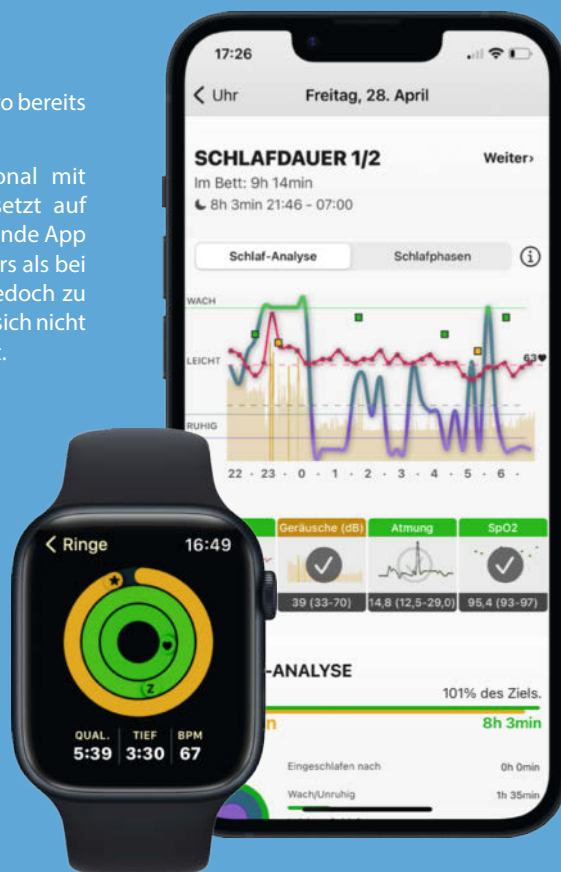 o bereits
onal mit
setzt auf
nde App
rs als bei
edoch zu
sich nicht
17:26
Uhr
Freitag, 28. April
SCHLAFDAUER 1/2
Weiter›
Im Bett: 9h 14min
8h 3min 21:46 - 07:00
Schlaf-Analyse
Schlafphasen
WACH
LEICHT
63♥
RUHIG
22 · 23 · 0 · 1 · 2 · 3 · 4 · 5 · 6 ·
Geräusche (dB)
Atmung
SpO2
39 (33-70)
14,8 (12,5-29,0)
95,4 (93-97)
-ANALYSE
101% des Ziels.
n
8h 3min
Eingeschlafen nach
0h 0min
Wach/Unruhig
1h 35min
Ringe
16:49
Z
QUAL. TIEF BPM
5:39 3:30 67